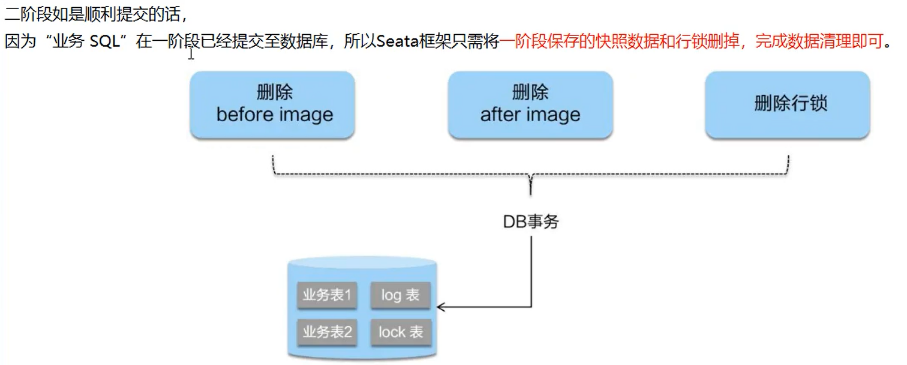 二阶段如是顺利提交的话，
因为“业务 SQL”在一阶段已经提交至数据库，所以Seata框架只需将一阶段保存的快照数据和行锁删掉，完成数据清理即可。
删除
before image
删除
after image
删除行锁
DB事务
业务表1
log 表
业务表2
lock 表